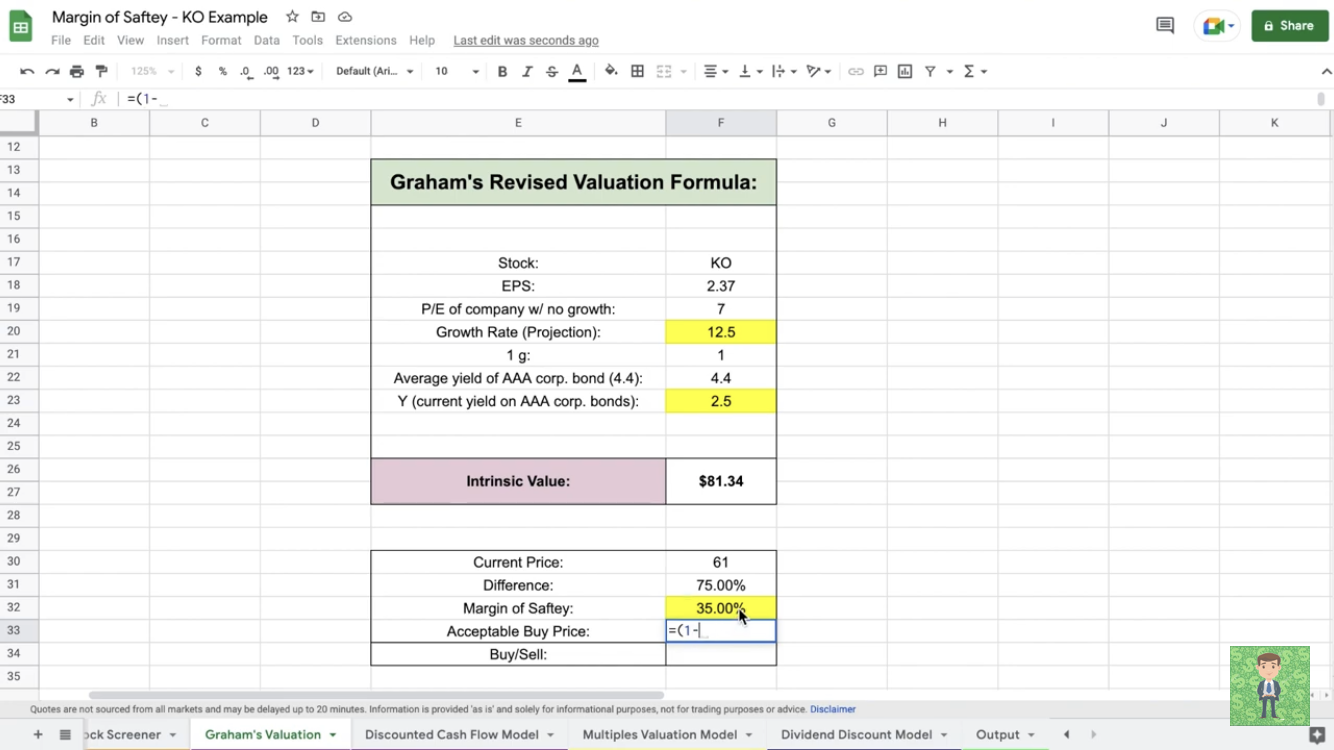 Margin of Saftey - KO Example
Share
File Edit View Insert Format Data Tools Extensions Help Last edit was seconds ago
125% $ % .0 .00 123 Default (Ari... 10 B I S A
F33 fx =(1-
B C D E F G H I J K
12
13
Graham's Revised Valuation Formula:
14
15
16
17 Stock: KO
18 EPS: 2.37
19 P/E of company w/ no growth: 7
20 Growth Rate (Projection): 12.5
21 1 g: 1
22 Average yield of AAA corp. bond (4.4): 4.4
23 Y (current yield on AAA corp. bonds): 2.5
24
25
26
Intrinsic Value: $81.34
27
28
29
30 Current Price: 61
31 Difference: 75.00%
32 Margin of Saftey: 35.00%
33 Acceptable Buy Price: =(1-
34 Buy/Sell:
35
Quotes are not sourced from all markets and may be delayed up to 20 minutes. Information is provided 'as is' and solely for informational purposes, not for trading purposes or advice. Disclaimer
ock Screener Graham's Valuation Discounted Cash Flow Model Multiples Valuation Model Dividend Discount Model Output